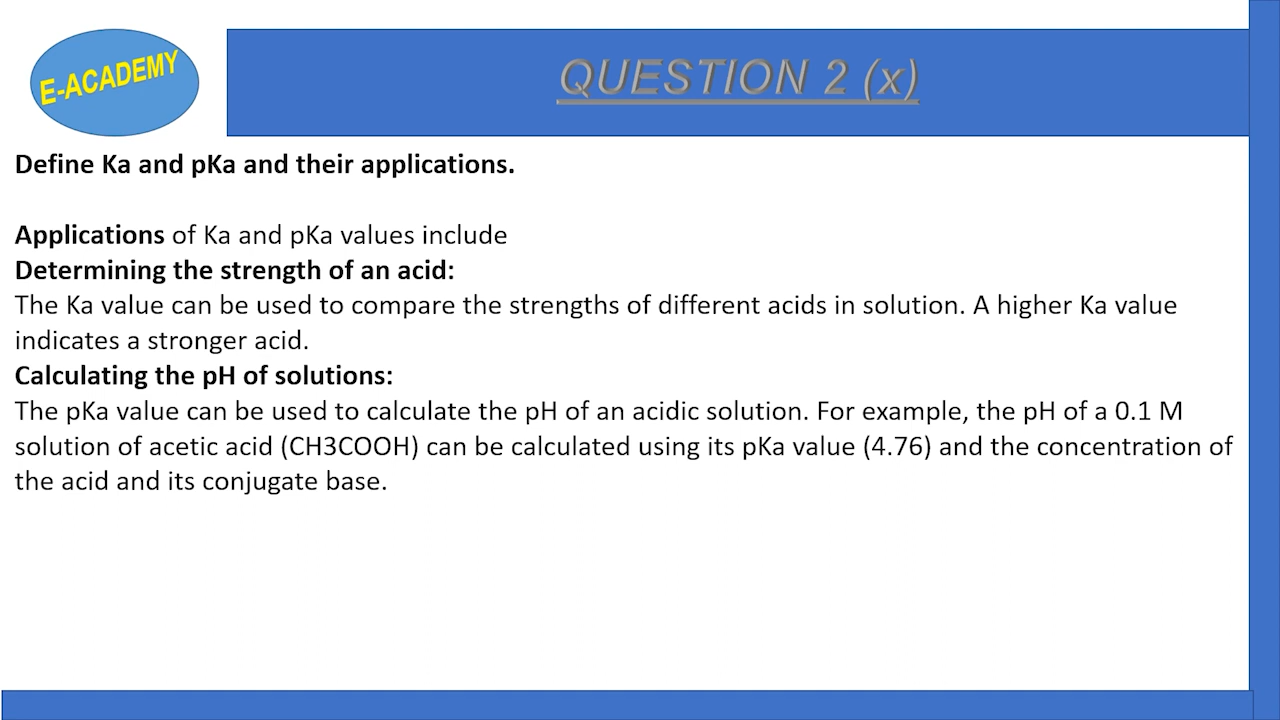 E-ACADEMY
QUESTION 2 (x)
Define Ka and pKa and their applications.
Applications of Ka and pKa values include
Determining the strength of an acid:
The Ka value can be used to compare the strengths of different acids in solution. A higher Ka value
indicates a stronger acid.
Calculating the pH of solutions:
The pKa value can be used to calculate the pH of an acidic solution. For example, the pH of a 0.1 M
solution of acetic acid (CH3COOH) can be calculated using its pKa value (4.76) and the concentration of
the acid and its conjugate base.